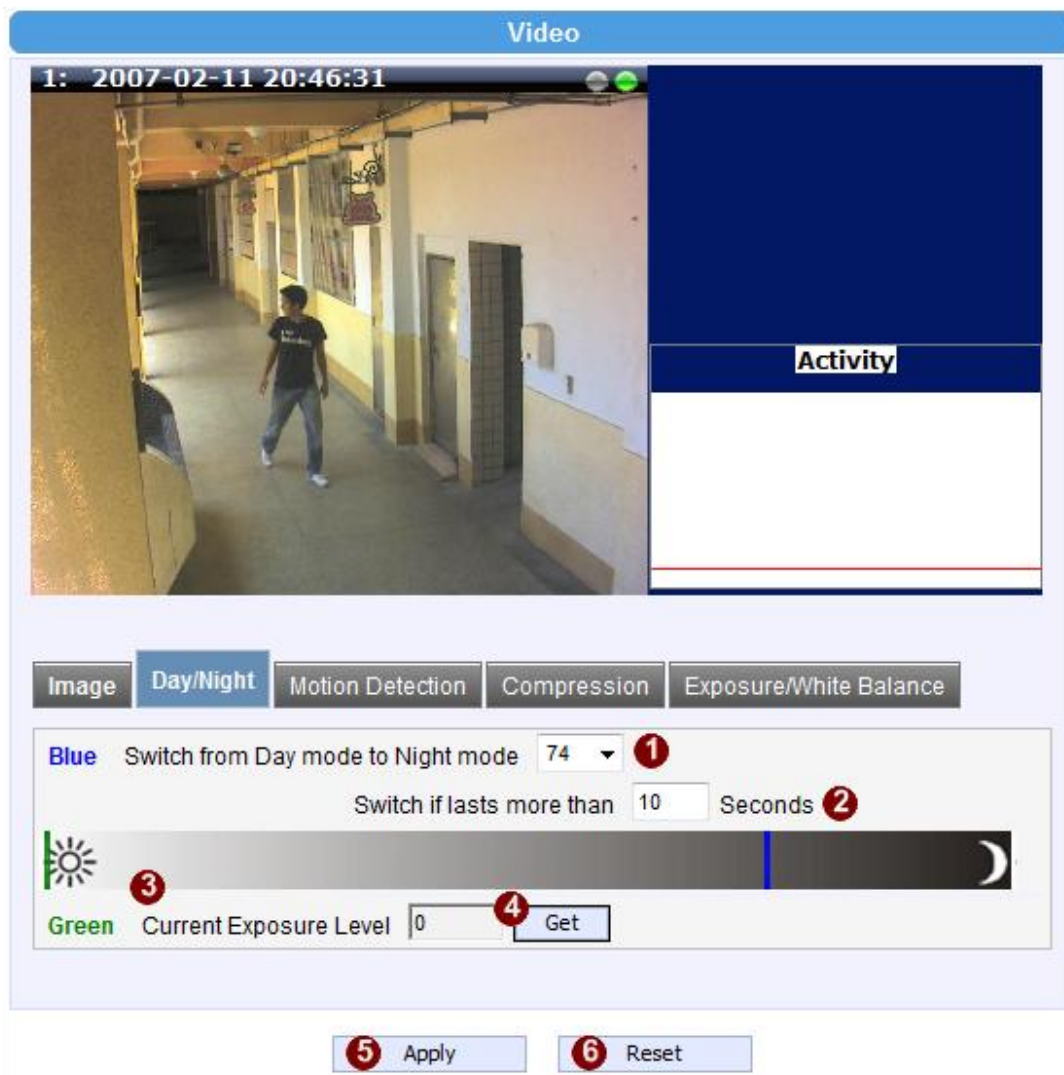 Video
1: 2007-02-11 20:46:31
Activity
Image Day/Night Motion Detection Compression Exposure/White Balance
Blue Switch from Day mode to Night mode 74 1
Switch if lasts more than 10 Seconds 2
3
Green Current Exposure Level 0 4 Get
5 Apply 6 Reset